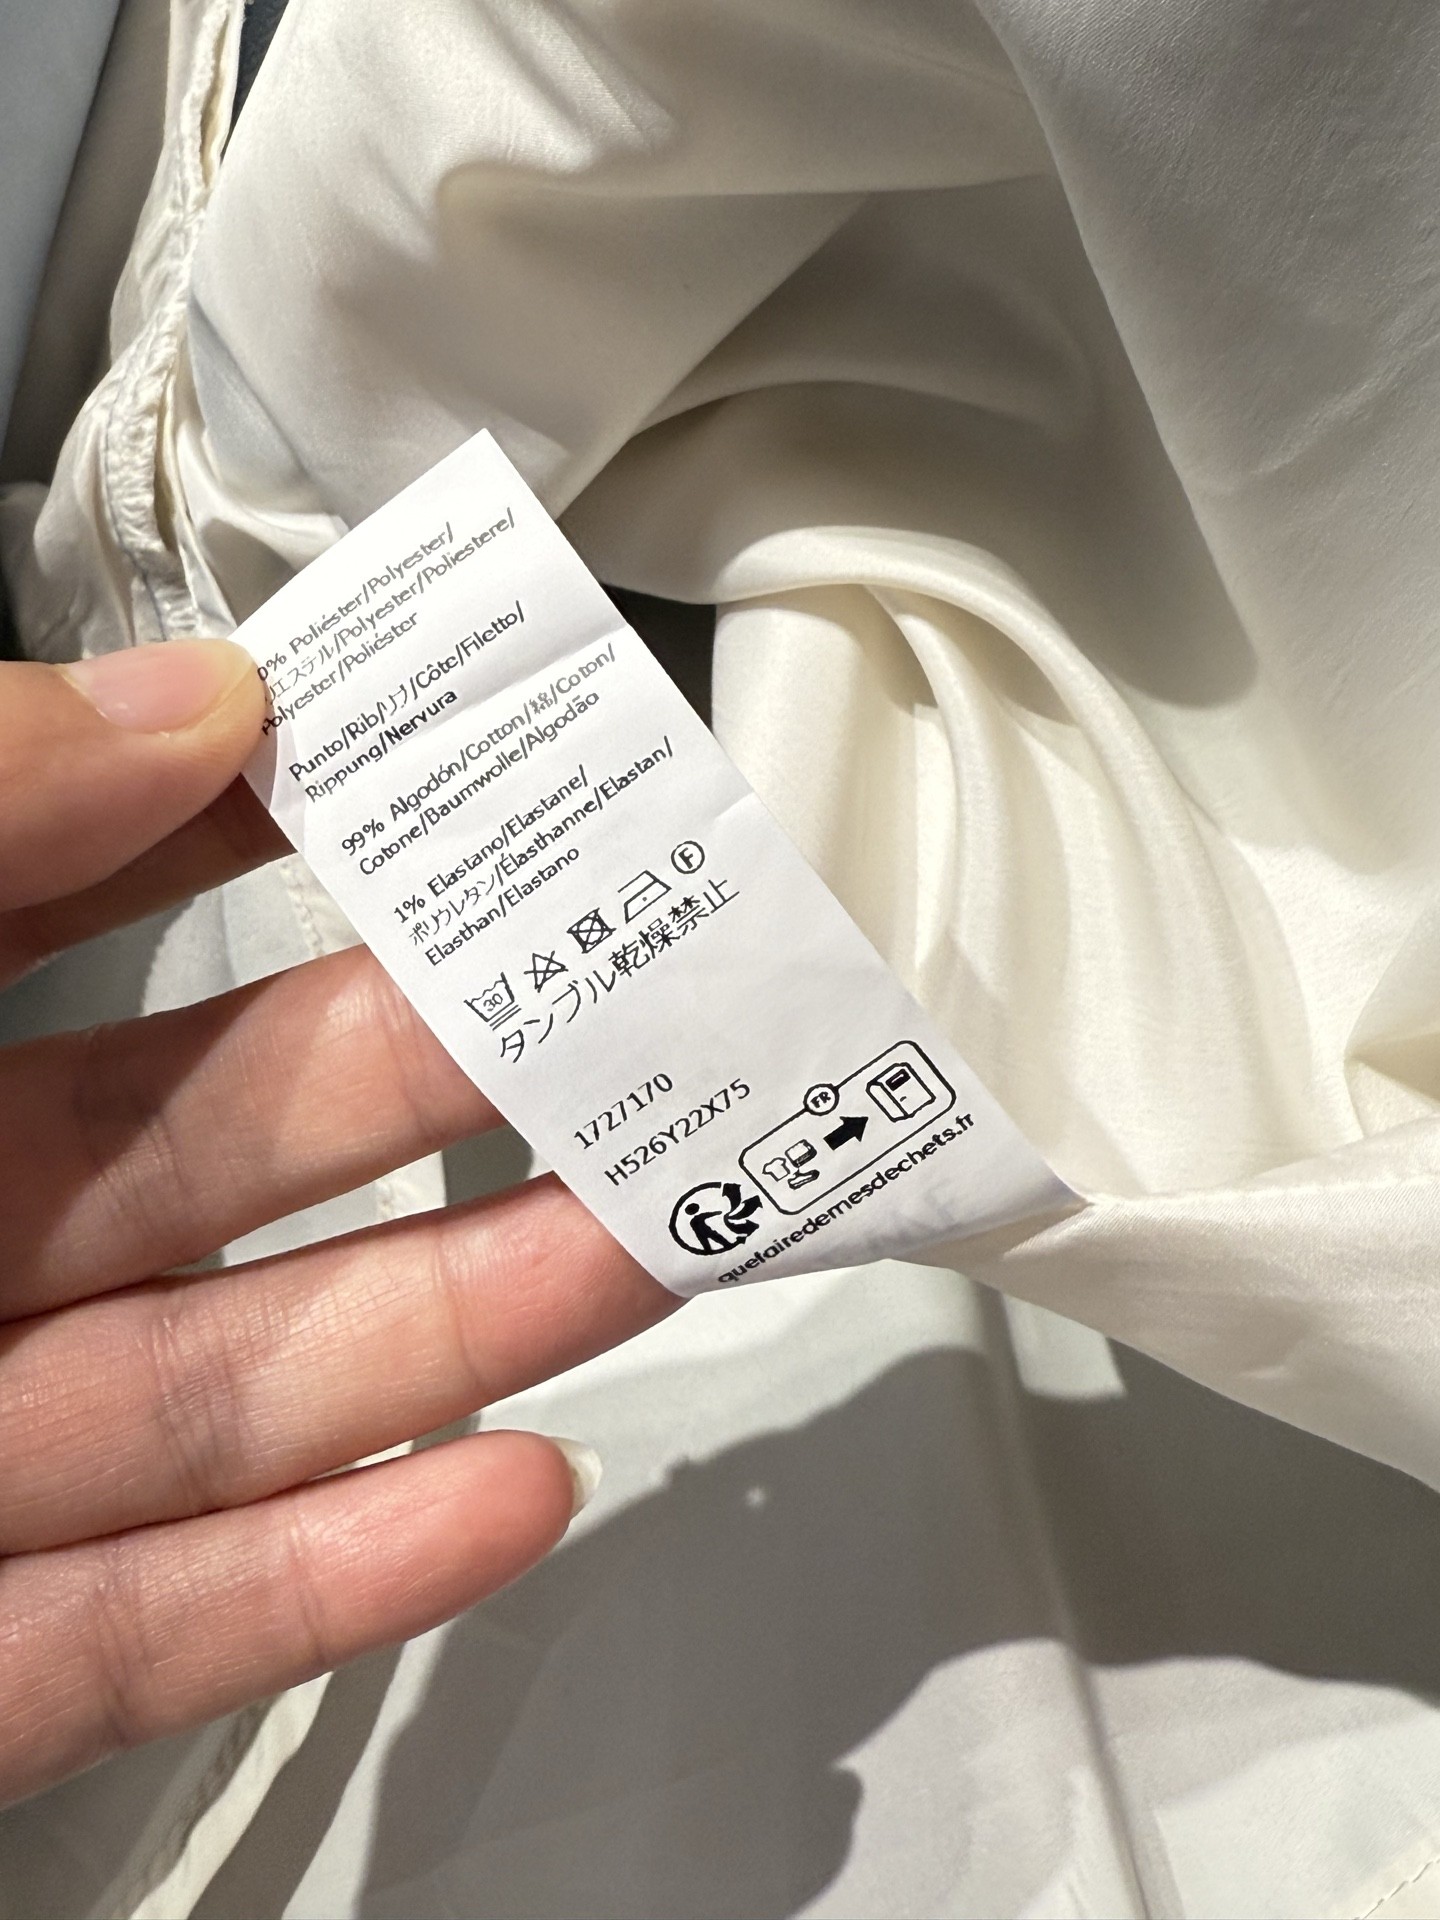 0% Poliéster/Polyester/
リエステル/Polyester/Poliestere/
Polyester/Poliéster
Punto/Rib/リブ/Côte/Filetto/
Rippung/Nervura
99% Algodón/Cotton/綿/Coton/
Cotone/Baumwolle/Algodão
1% Elastano/Elastane/
ポリウレタン/Élasthanne/Elastan/
Elasthan/Elastano
30 F
タンブル乾燥禁止
1727170
H526Y22X75
FR
quefairedemesdechets.fr